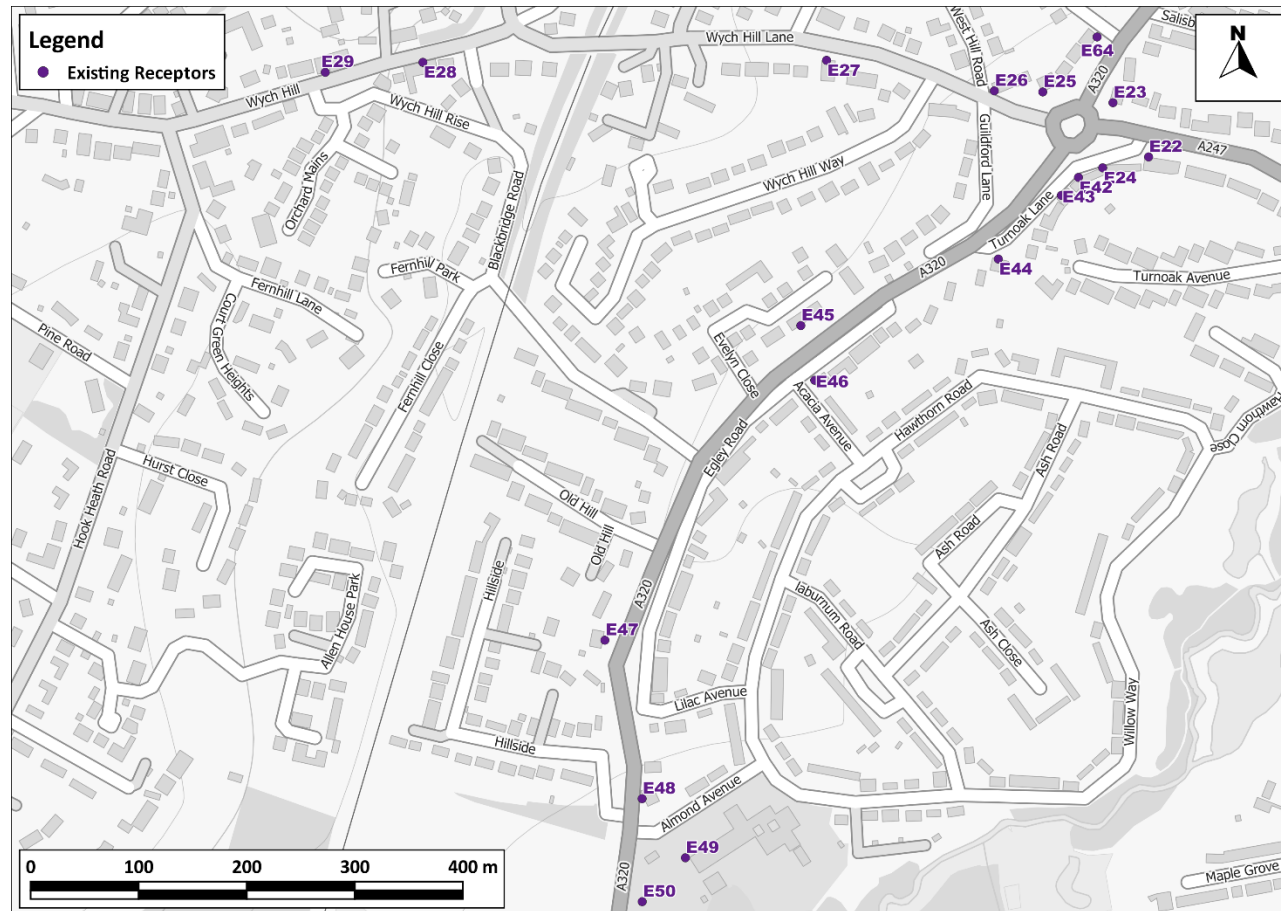 Legend
Existing Receptors
N
Salisb
E64
A320
E29
E28
Wych Hill Lane
West Hill Road
E27
E26
E25
E23
Wych Hill
Wych Hill Rise
Guildford Lane
A247
E22
Orchard Mains
Wych Hill Way
E24
E42
E43
Turnoak Lane
Blackbridge Road
E44
A320
Turnoak Avenue
Fernhill Park
Fernhill Lane
Court Green Heights
Pine Road
Fernhill Close
E45
Evelyn Close
E46
Acacia Avenue
Hawthorn Road
Hawthorn Close
Egley Road
Ash Road
Hurst Close
Hook Heath Road
Old Hill
Old Hill
Ash Road
Hillside
A320
Laburnum Road
Allen House Park
E47
Ash Close
Lilac Avenue
Willow Way
Hillside
E48
Almond Avenue
E49
A320
E50
Maple Grove
0 100 200 300 400 m